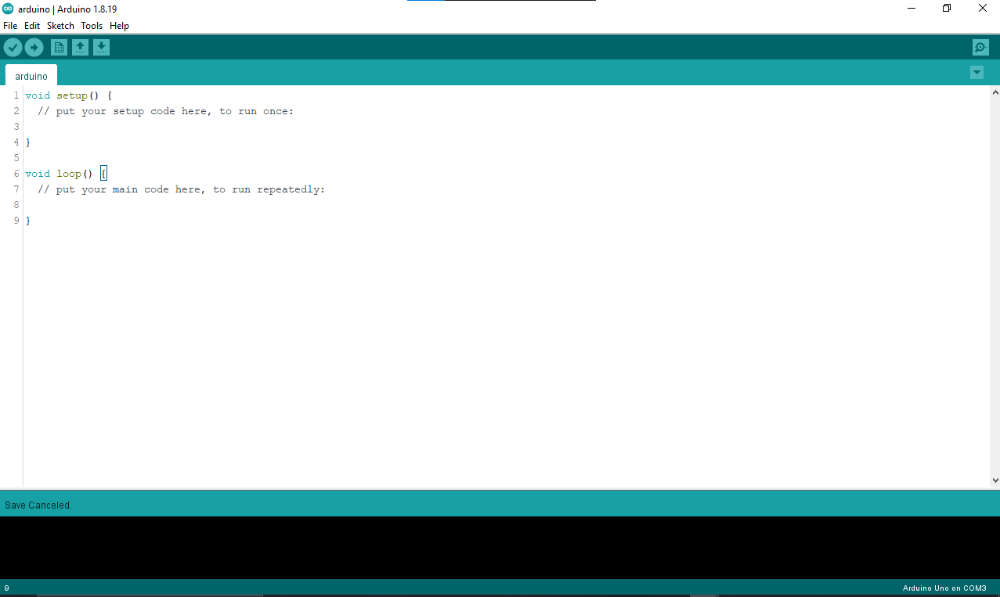 arduino | Arduino 1.8.19
File Edit Sketch Tools Help
arduino
1 void setup() {
2   // put your setup code here, to run once:
3
4 }
5
6 void loop() {
7   // put your main code here, to run repeatedly:
8
9 }
Save Canceled.
9 Arduino Uno on COM3